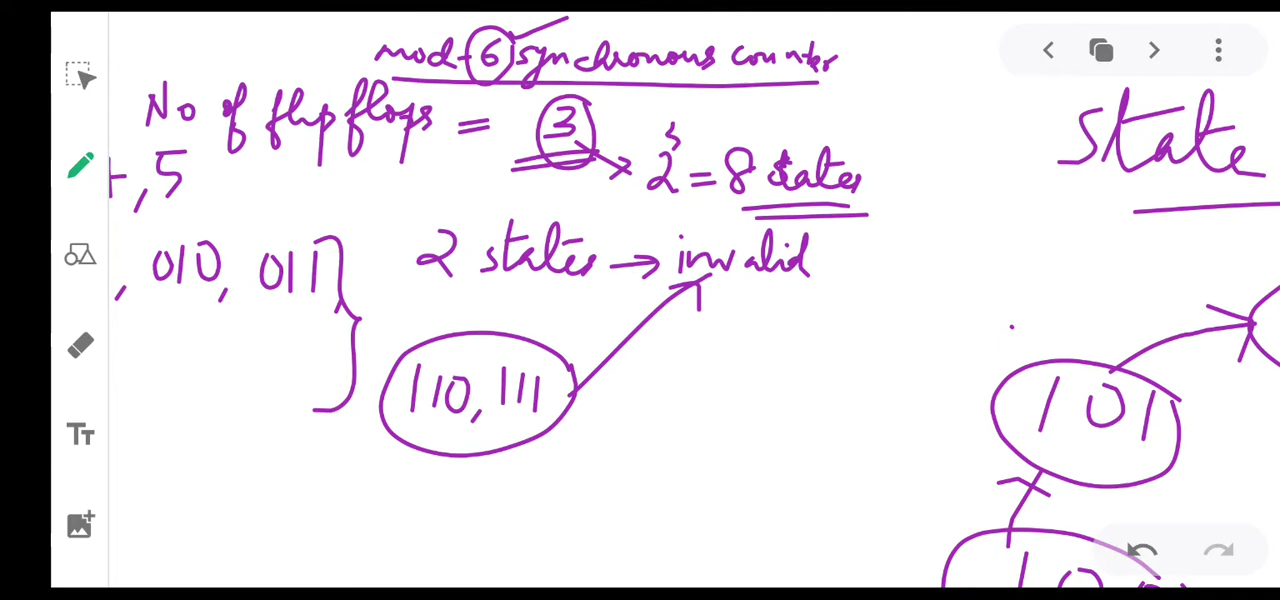 mod-6 synchronous counter
No of flip flops = 3 → 2³ = 8 states
State
, 5
2 states → invalid
, 010, 011,
110, 111
101